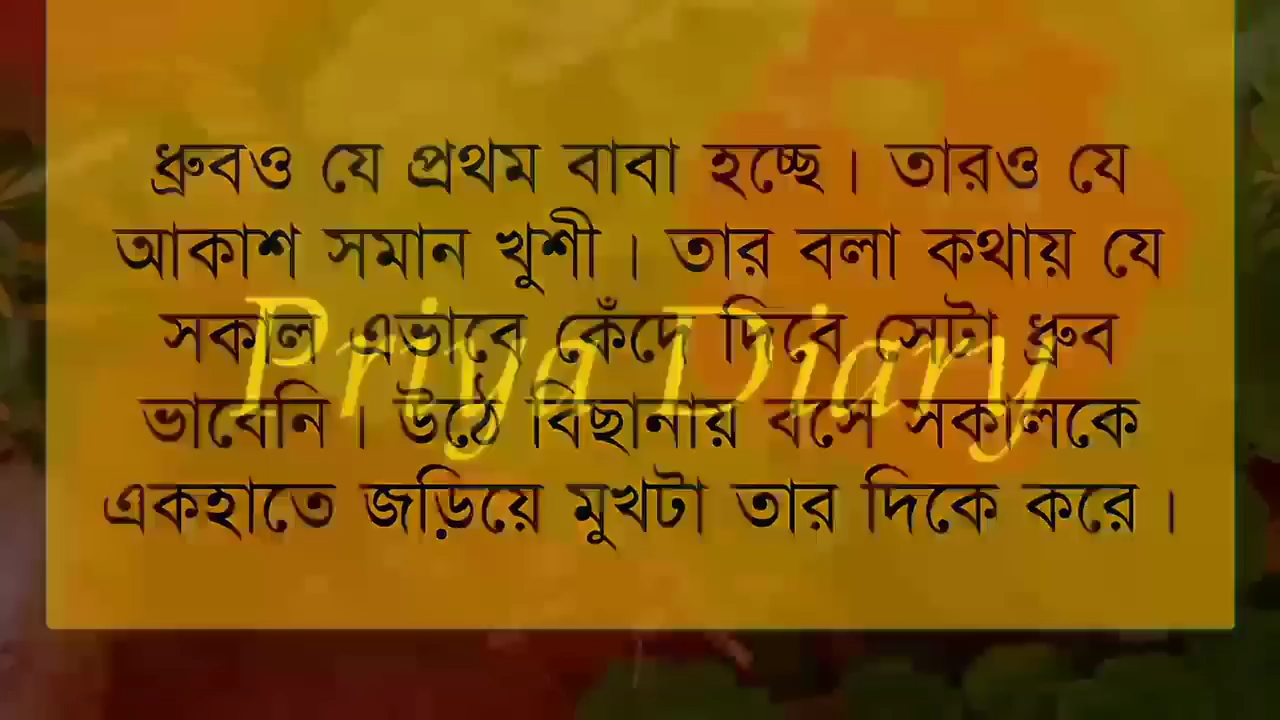 ধ্রুবও যে প্রথম বাবা হচ্ছে। তারও যে
আকাশ সমান খুশী। তার বলা কথায় যে
সকাল এভাবে কেঁদে দিবে সেটা ধ্রুব
Priya Diary
ভাবেনি। উঠে বিছানায় বসে সকালকে
একহাতে জড়িয়ে মুখটা তার দিকে করে।